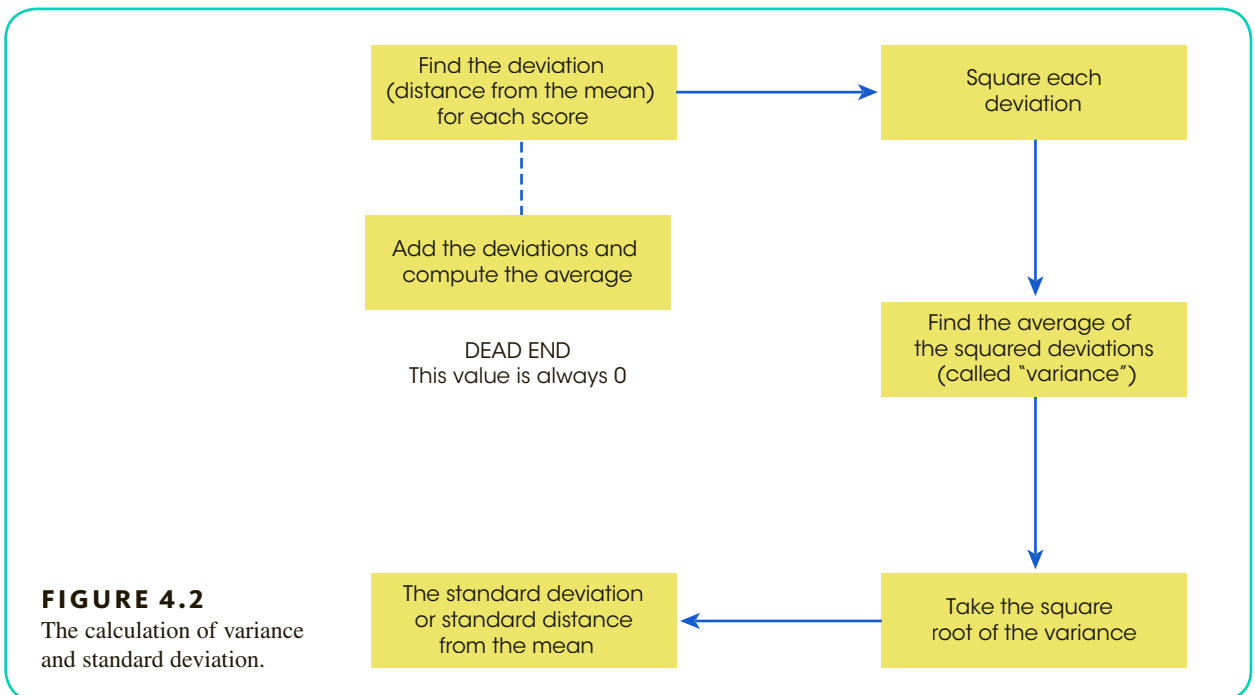 Find the deviation
(distance from the mean)
for each score
Square each
deviation
Add the deviations and
compute the average
DEAD END
This value is always 0
Find the average of
the squared deviations
(called “variance”)
Take the square
root of the variance
The standard deviation
or standard distance
from the mean
FIGURE 4.2
The calculation of variance
and standard deviation.